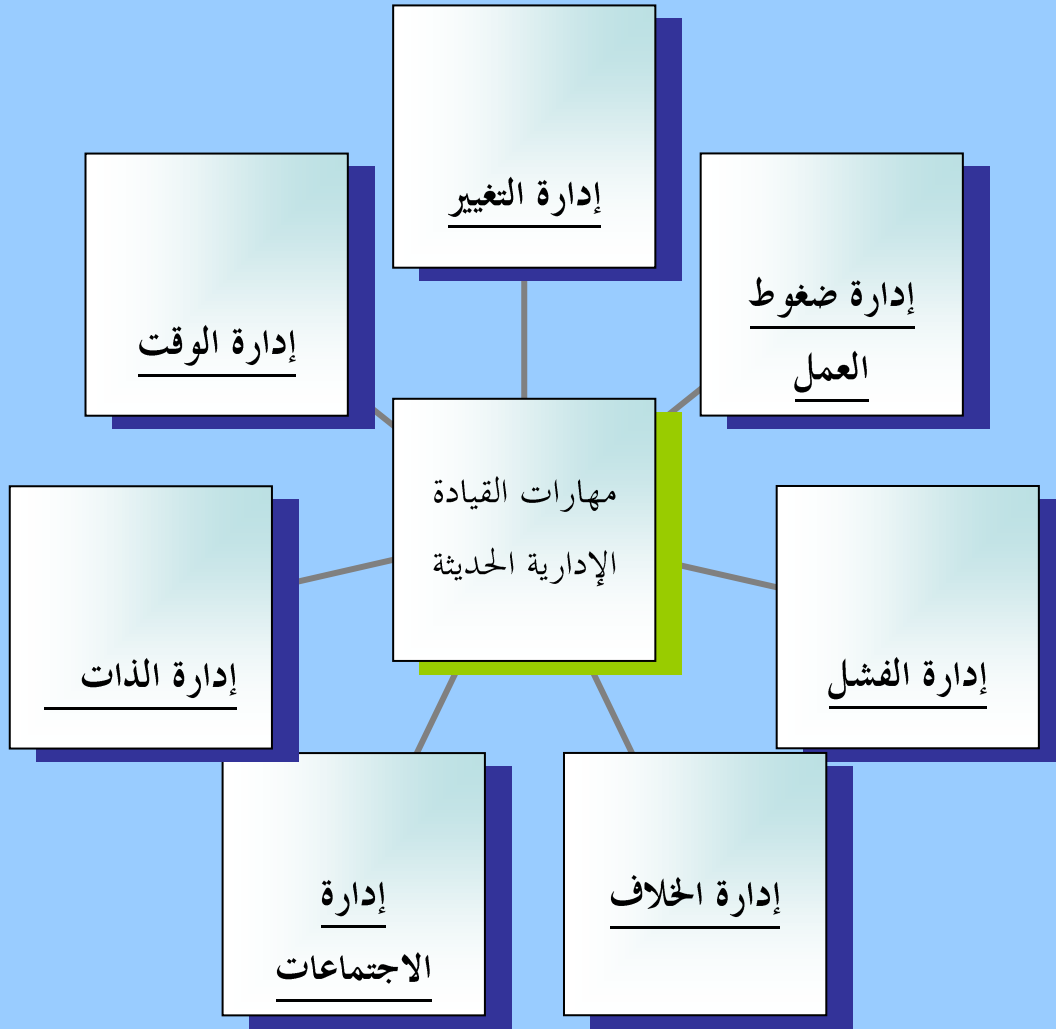 إدارة التغيير
إدارة ضغوط
العمل
إدارة الوقت
مهارات القيادة
الإدارية الحديثة
إدارة الفشل
إدارة الذات
إدارة الخلاف
إدارة
الاجتماعات